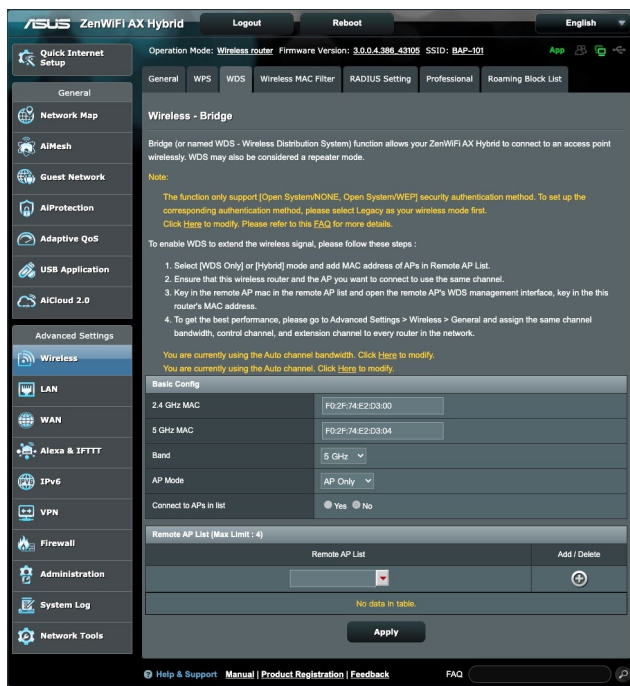 ASUS ZenWiFi AX Hybrid Logout Reboot English
Quick Internet
Setup
Operation Mode: Wireless router Firmware Version: 3.0.0.4.386_43105 SSID: BAP-101 App
General WPS WDS Wireless MAC Filter RADIUS Setting Professional Roaming Block List
General
Network Map
AiMesh
Guest Network
AiProtection
Adaptive QoS
USB Application
AiCloud 2.0
Advanced Settings
Wireless
LAN
WAN
Alexa & IFTTT
IPv6
VPN
Firewall
Administration
System Log
Network Tools
Wireless - Bridge
Bridge (or named WDS - Wireless Distribution System) function allows your ZenWiFi AX Hybrid to connect to an access point
wirelessly. WDS may also be considered a repeater mode.
Note:
The function only support [Open System/NONE, Open System/WEP] security authentication method. To set up the
corresponding authentication method, please select Legacy as your wireless mode first.
Click Here to modify. Please refer to this FAQ for more details.
To enable WDS to extend the wireless signal, please follow these steps :
1. Select [WDS Only] or [Hybrid] mode and add MAC address of APs in Remote AP List.
2. Ensure that this wireless router and the AP you want to connect to use the same channel.
3. Key in the remote AP mac in the remote AP list and open the remote AP's WDS management interface, key in the this
router's MAC address.
4. To get the best performance, please go to Advanced Settings > Wireless > General and assign the same channel
bandwidth, control channel, and extension channel to every router in the network.
You are currently using the Auto channel bandwidth. Click Here to modify.
You are currently using the Auto channel. Click Here to modify.
Basic Config
2.4 GHz MAC F0:2F:74:E2:D3:00
5 GHz MAC F0:2F:74:E2:D3:04
Band 5 GHz
AP Mode AP Only
Connect to APs in list Yes No
Remote AP List (Max Limit : 4)
Remote AP List Add / Delete
No data in table.
Apply
Help & Support Manual | Product Registration | Feedback FAQ